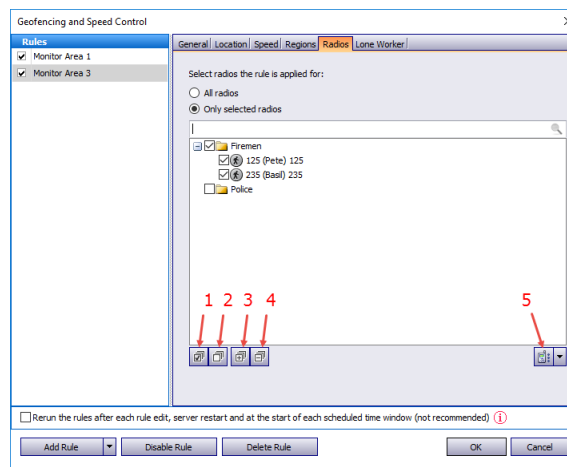 Geofencing and Speed Control
Rules
Monitor Area 1
Monitor Area 3
General Location Speed Regions Radios Lone Worker
Select radios the rule is applied for:
All radios
Only selected radios
Firemen
125 (Pete) 125
235 (Basil) 235
Police
1 2 3 4 5
Rerun the rules after each rule edit, server restart and at the start of each scheduled time window (not recommended) i
Add Rule Disable Rule Delete Rule OK Cancel